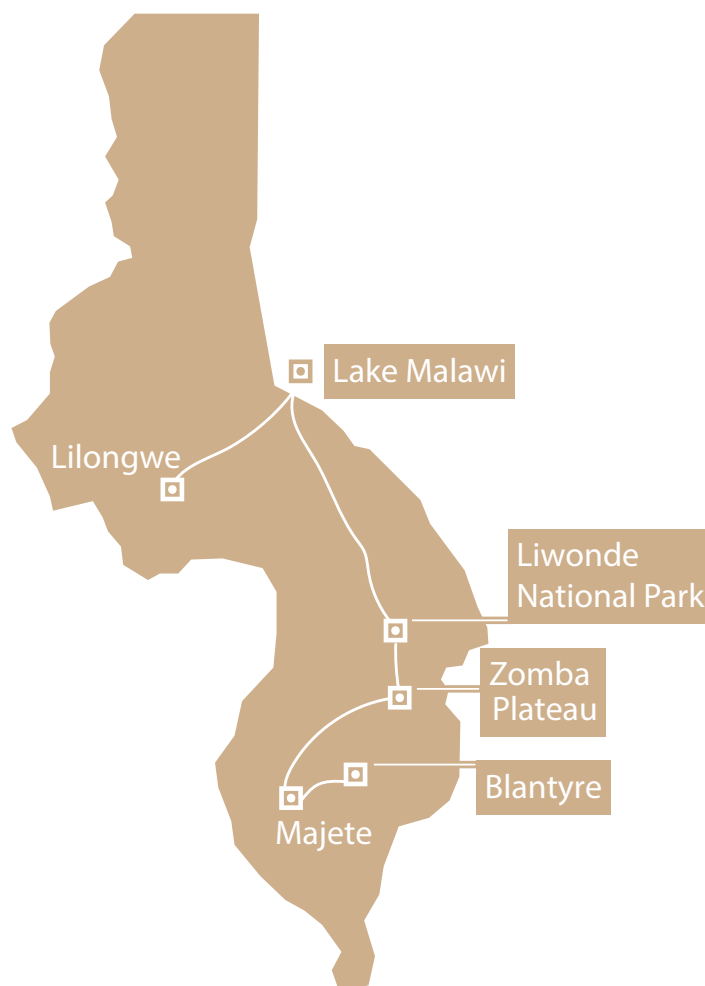 Lake Malawi
Lilongwe
Liwonde
National Park
Zomba
Plateau
Blantyre
Majete